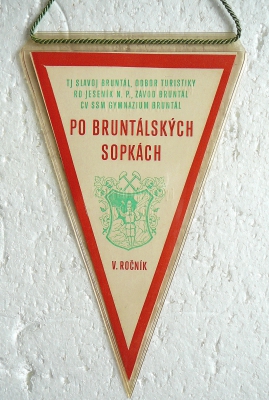 TJ SLAVOJ BRUNTÁL, ODBOR TURISTIKY
RD JESENÍK N. P., ZÁVOD BRUNTÁL
CV SSM GYMNAZIUM BRUNTÁL
PO BRUNTÁLSKÝCH
SOPKÁCH
V. ROČNÍK